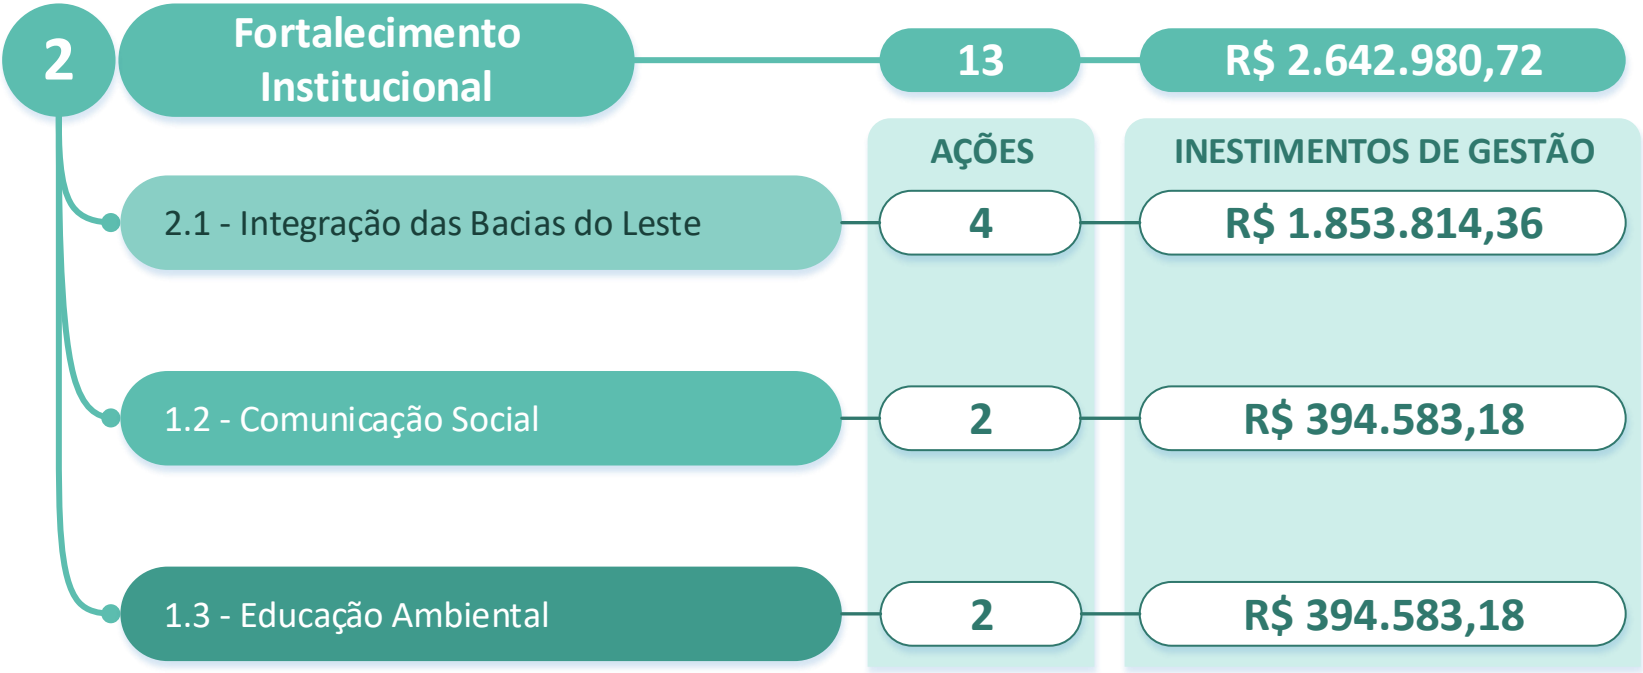 2
Fortalecimento
Institucional
13
R$ 2.642.980,72
AÇÕES
INESTIMENTOS DE GESTÃO
2.1 - Integração das Bacias do Leste
4
R$ 1.853.814,36
1.2 - Comunicação Social
2
R$ 394.583,18
1.3 - Educação Ambiental
2
R$ 394.583,18